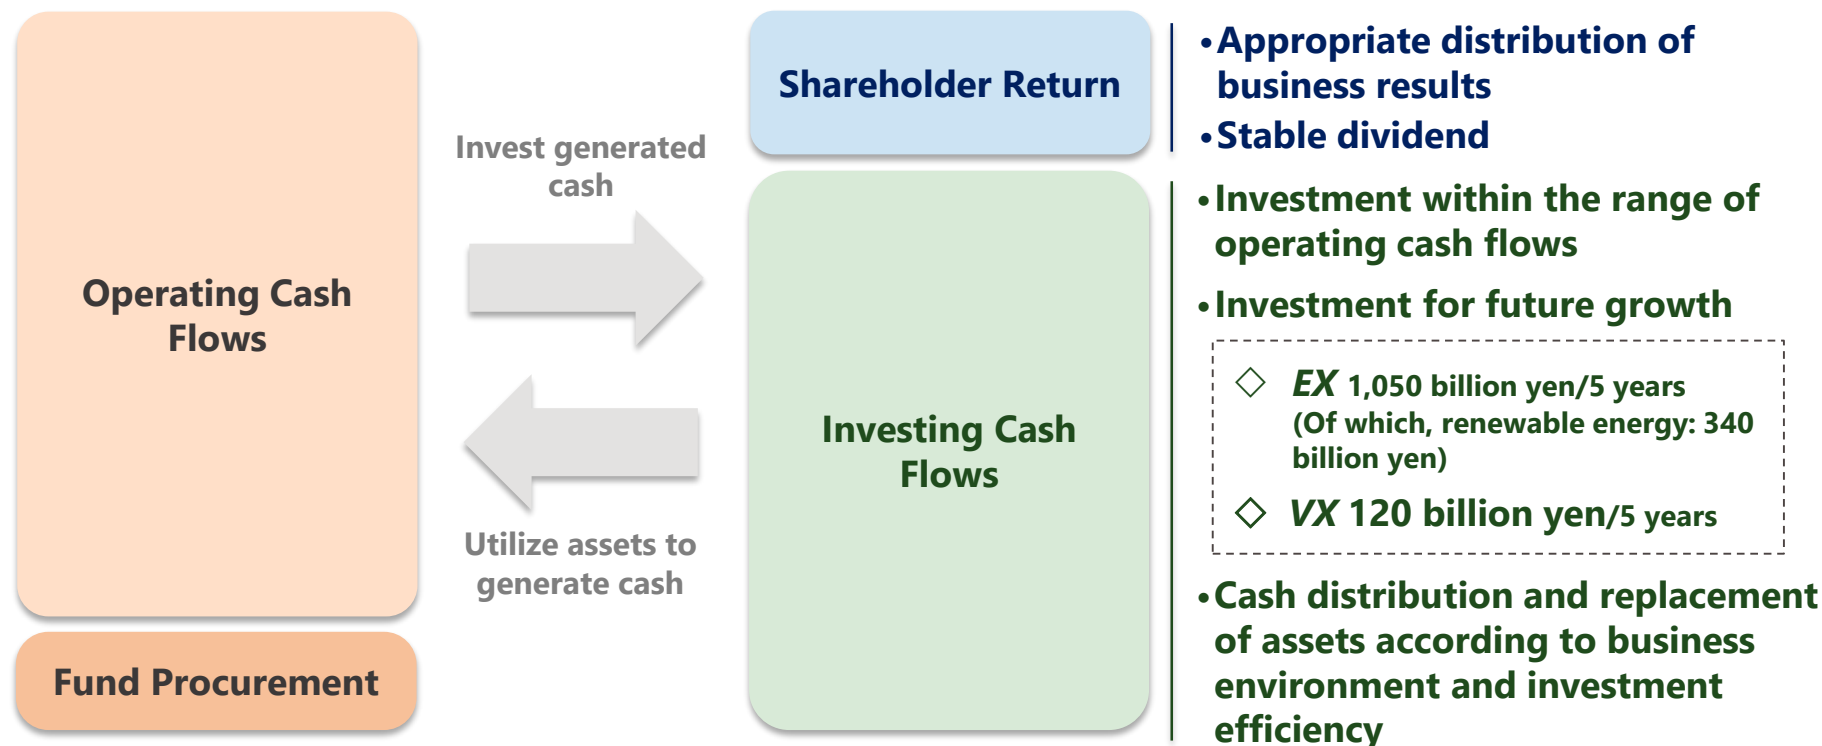 Operating Cash
Flows
Fund Procurement
Invest generated
cash
Utilize assets to
generate cash
Shareholder Return
•Appropriate distribution of
business results
•Stable dividend
Investing Cash
Flows
•Investment within the range of
operating cash flows
•Investment for future growth
◇ EX 1,050 billion yen/5 years
(Of which, renewable energy: 340
billion yen)
◇ VX 120 billion yen/5 years
•Cash distribution and replacement
of assets according to business
environment and investment
efficiency